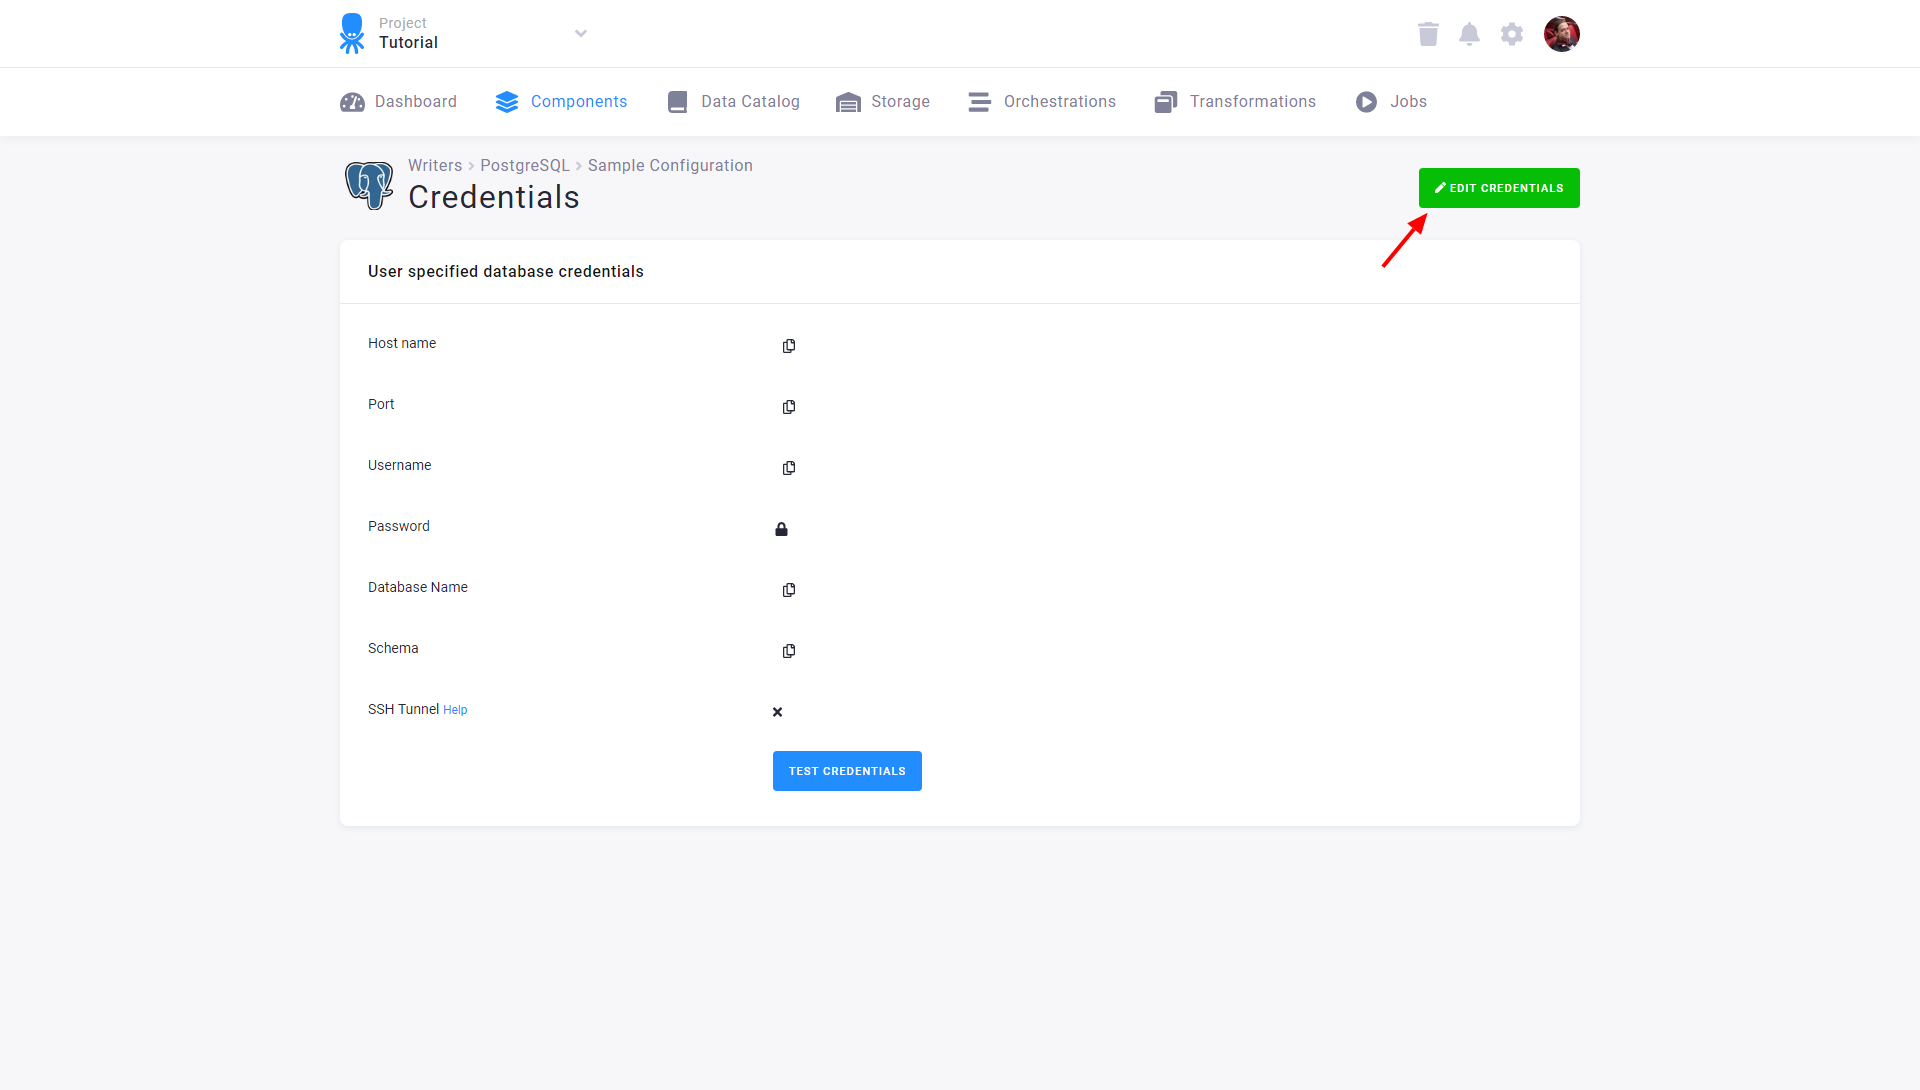 Project
Tutorial
Dashboard
Components
Data Catalog
Storage
Orchestrations
Transformations
Jobs
Writers
PostgreSQL
Sample Configuration
Credentials
EDIT CREDENTIALS
User specified database credentials
Host name
Port
Username
Password
Database Name
Schema
SSH Tunnel Help
TEST CREDENTIALS